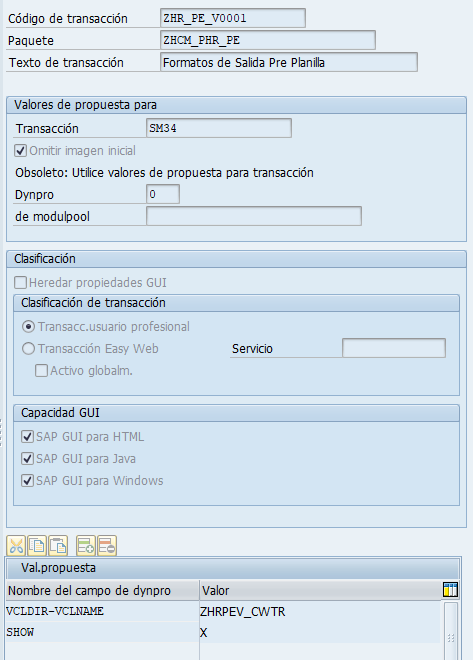 Código de transacción ZHR_PE_V0001
Paquete ZHCM_PHR_PE
Texto de transacción Formatos de Salida Pre Planilla
Valores de propuesta para
Transacción SM34
Omitir imagen inicial
Obsoleto: Utilice valores de propuesta para transacción
Dynpro 0
de modulpool
Clasificación
Heredar propiedades GUI
Clasificación de transacción
Transacc.usuario profesional
Transacción Easy Web Servicio
Activo globalm.
Capacidad GUI
SAP GUI para HTML
SAP GUI para Java
SAP GUI para Windows
Val.propuesta
Nombre del campo de dynpro Valor
VCLDIR-VCLNAME ZHRPEV_CWTR
SHOW X